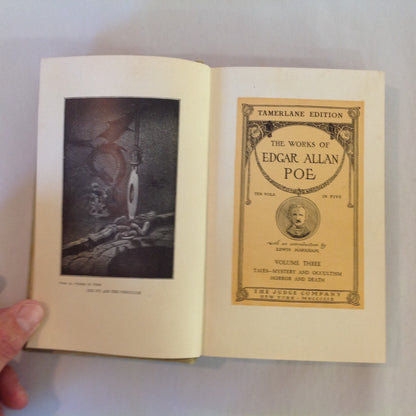 THE PIT AND THE PENDULUM
TAMERLANE EDITION
THE WORKS OF
EDGAR ALLAN
POE
TEN VOLS. IN FIVE
with an introduction by
EDWIN MARKHAM
VOLUME THREE
TALES—MYSTERY AND OCCULTISM
HORROR AND DEATH
THE JUDGE COMPANY
NEW YORK